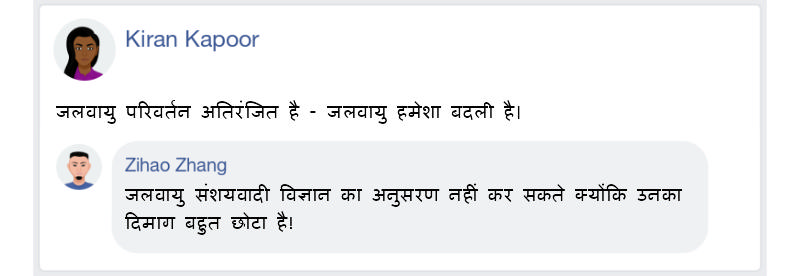 Kiran Kapoor
जलवायु परिवर्तन अतिरंजित है - जलवायु हमेशा बदली है।
Zihao Zhang
जलवायु संशयवादी विज्ञान का अनुसरण नहीं कर सकते क्योंकि उनका
दिमाग बहुत छोटा है!